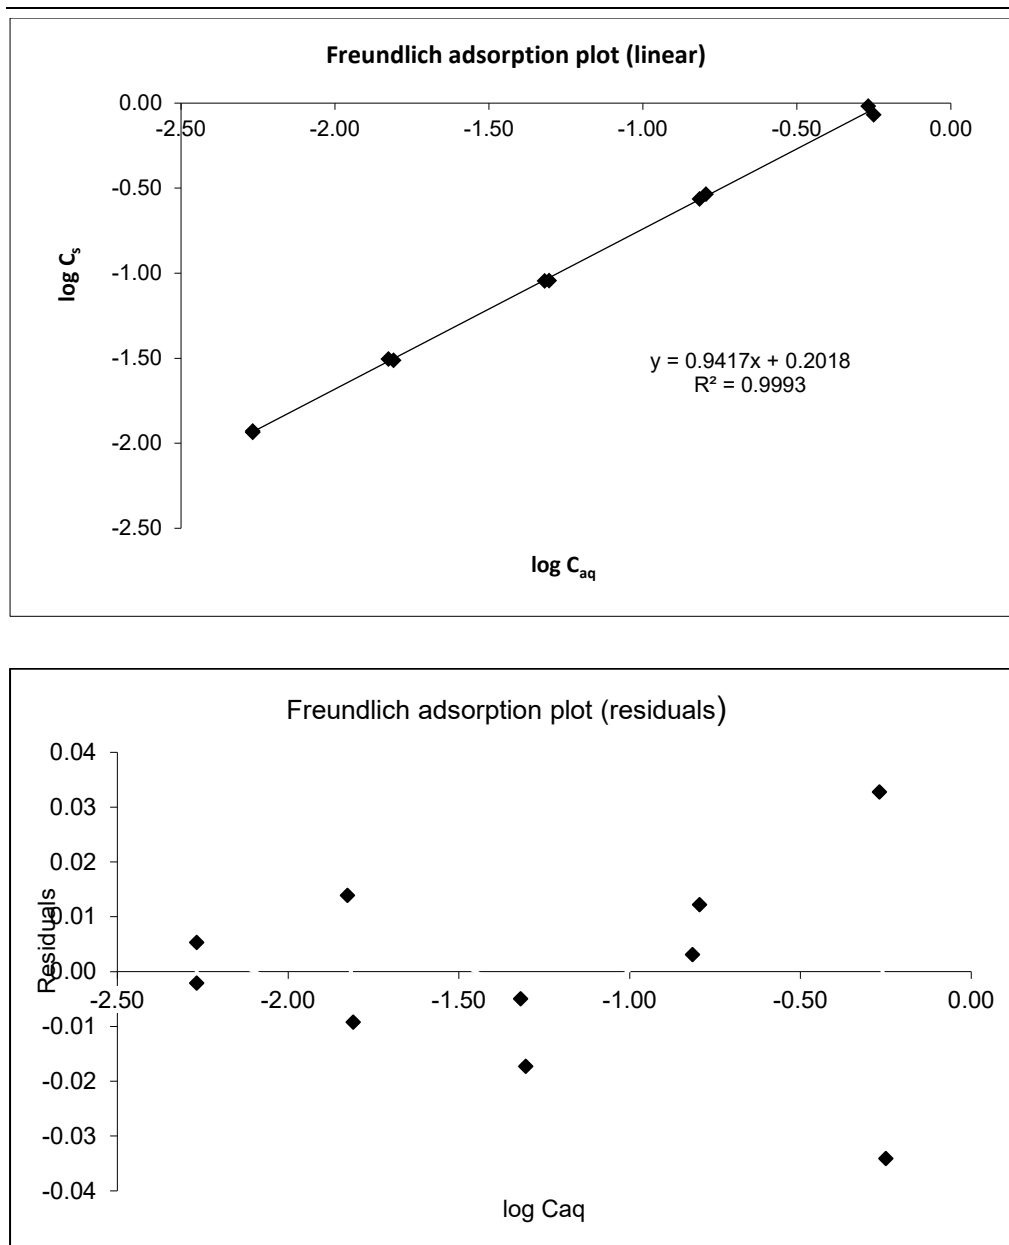 Freundlich adsorption plot (linear)
0.00
-2.50 -2.00 -1.50 -1.00 -0.50 0.00
-0.50
-1.00
-1.50
-2.00
-2.50
log Cs
y = 0.9417x + 0.2018
R² = 0.9993
log Caq
Freundlich adsorption plot (residuals)
0.04
0.03
0.02
0.01
0.00
-2.50 -2.00 -1.50 -1.00 -0.50 0.00
-0.01
-0.02
-0.03
-0.04
Residuals
log Caq